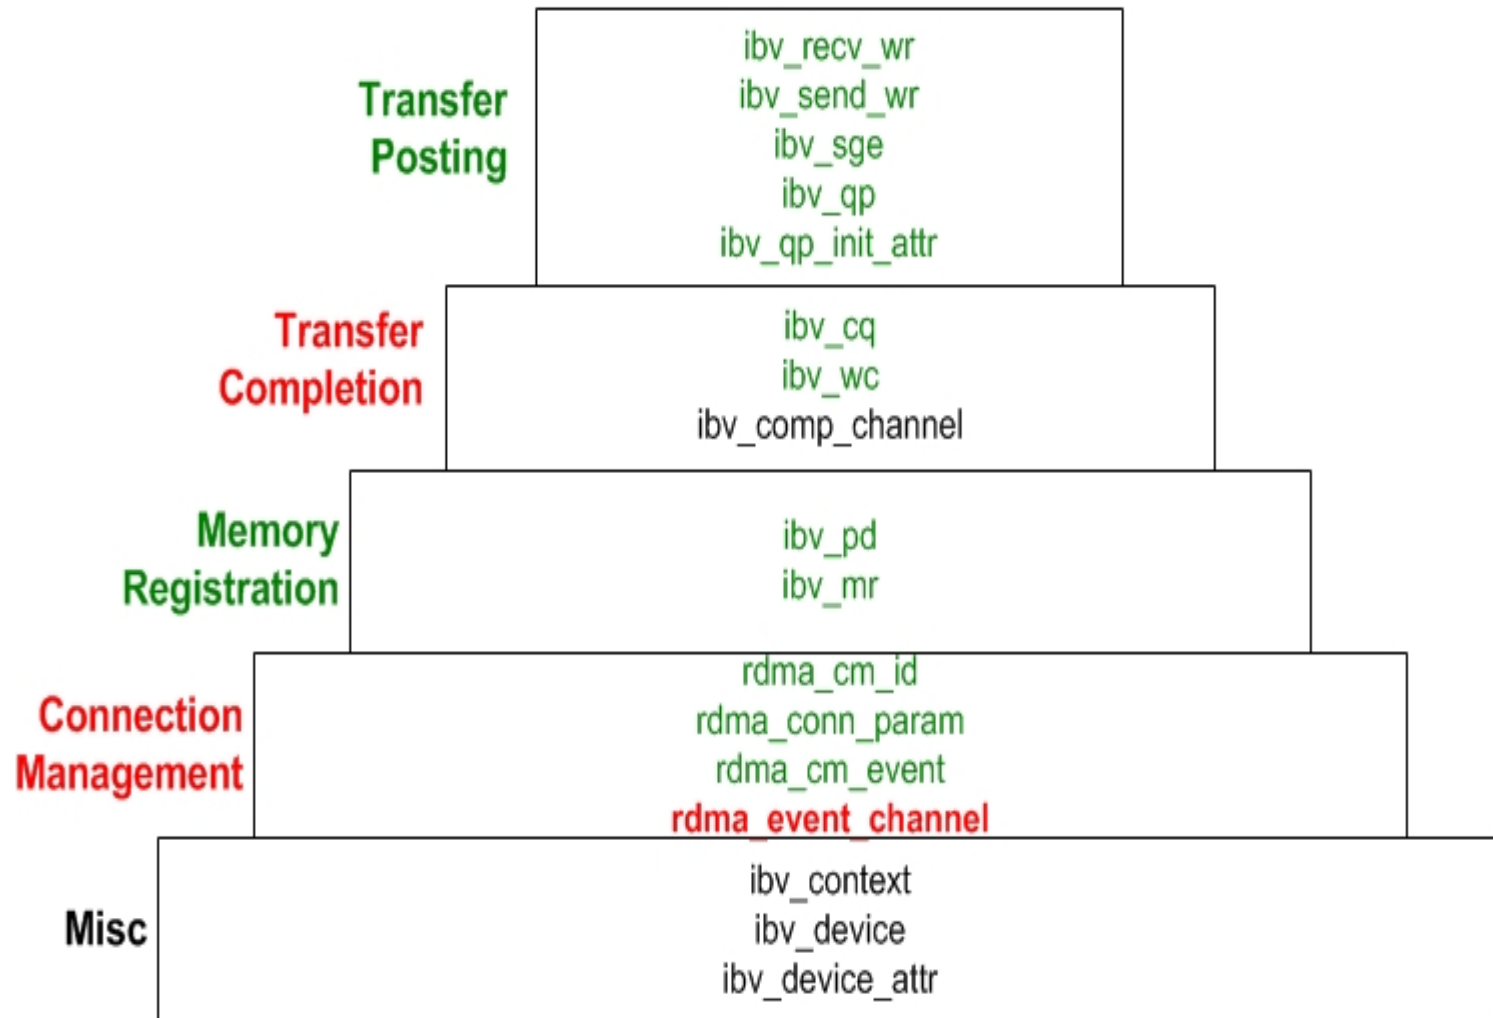 Transfer
Posting
ibv_recv_wr
ibv_send_wr
ibv_sge
ibv_qp
ibv_qp_init_attr
Transfer
Completion
ibv_cq
ibv_wc
ibv_comp_channel
Memory
Registration
ibv_pd
ibv_mr
Connection
Management
rdma_cm_id
rdma_conn_param
rdma_cm_event
rdma_event_channel
Misc
ibv_context
ibv_device
ibv_device_attr